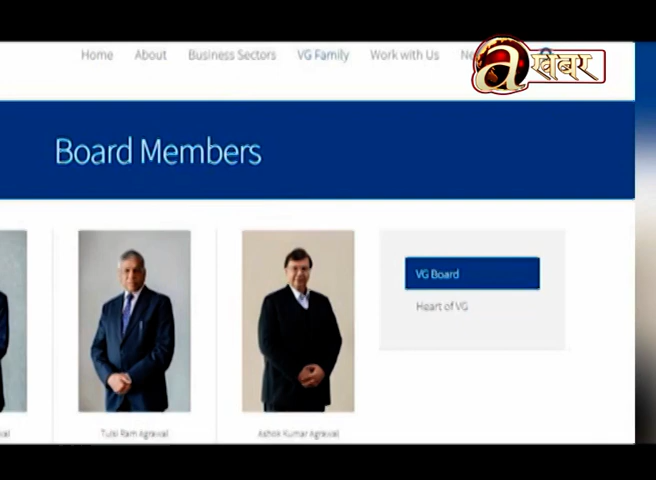 Home About Business Sectors VG Family Work with Us
खबर
Board Members
VG Board
Heart of VG
Tulsi Ram Agrawal
Ashok Kumar Agrawal